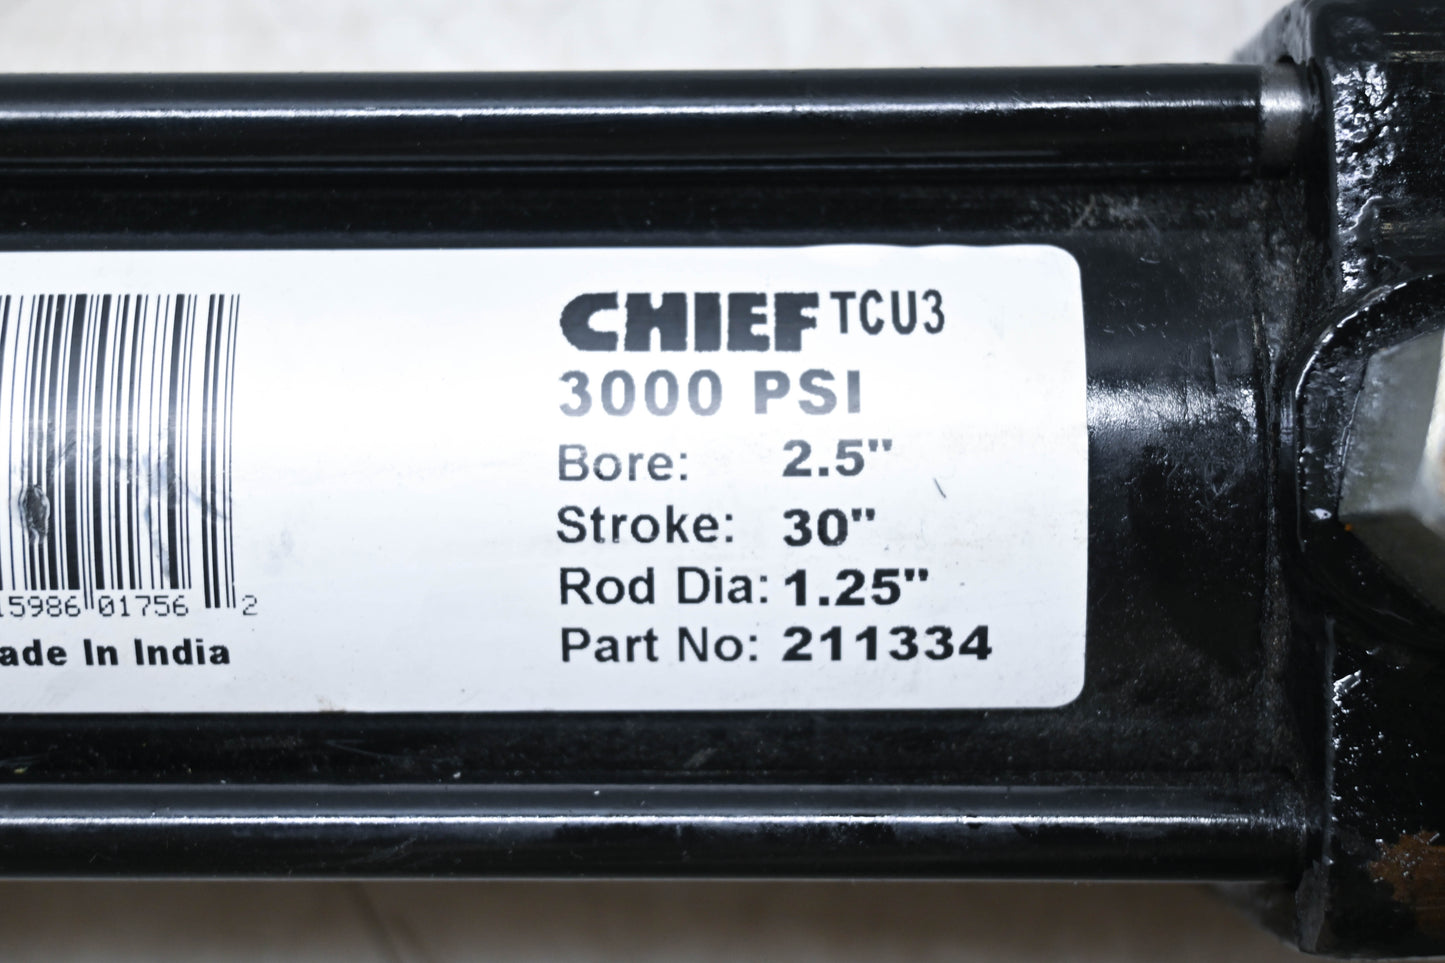 CHIEF TCU3
3000 PSI
Bore: 2.5"
Stroke: 30"
Rod Dia: 1.25"
Part No: 211334
15986 01756 2
ade In India